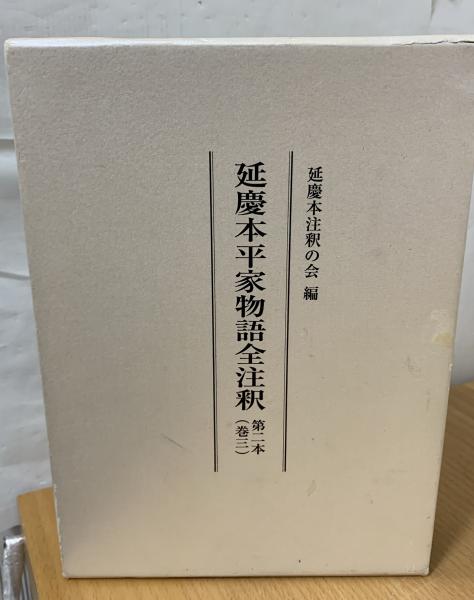 延慶本注釈の会 編
延慶本平家物語全注釈
第二本
(巻三)